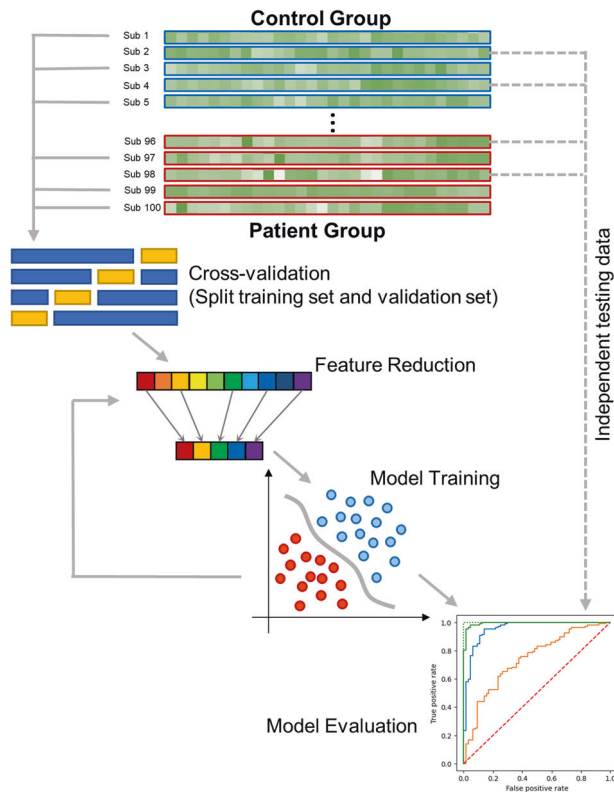 Control Group
Sub 1
Sub 2
Sub 3
Sub 4
Sub 5
Sub 96
Sub 97
Sub 98
Sub 99
Sub 100
Patient Group
Cross-validation
(Split training set and validation set)
Feature Reduction
Independent testing data
Model Training
Model Evaluation
True positive rate
1.0
0.8
0.6
0.4
0.2
0.0
0.0 0.2 0.4 0.6 0.8 1.0
False positive rate